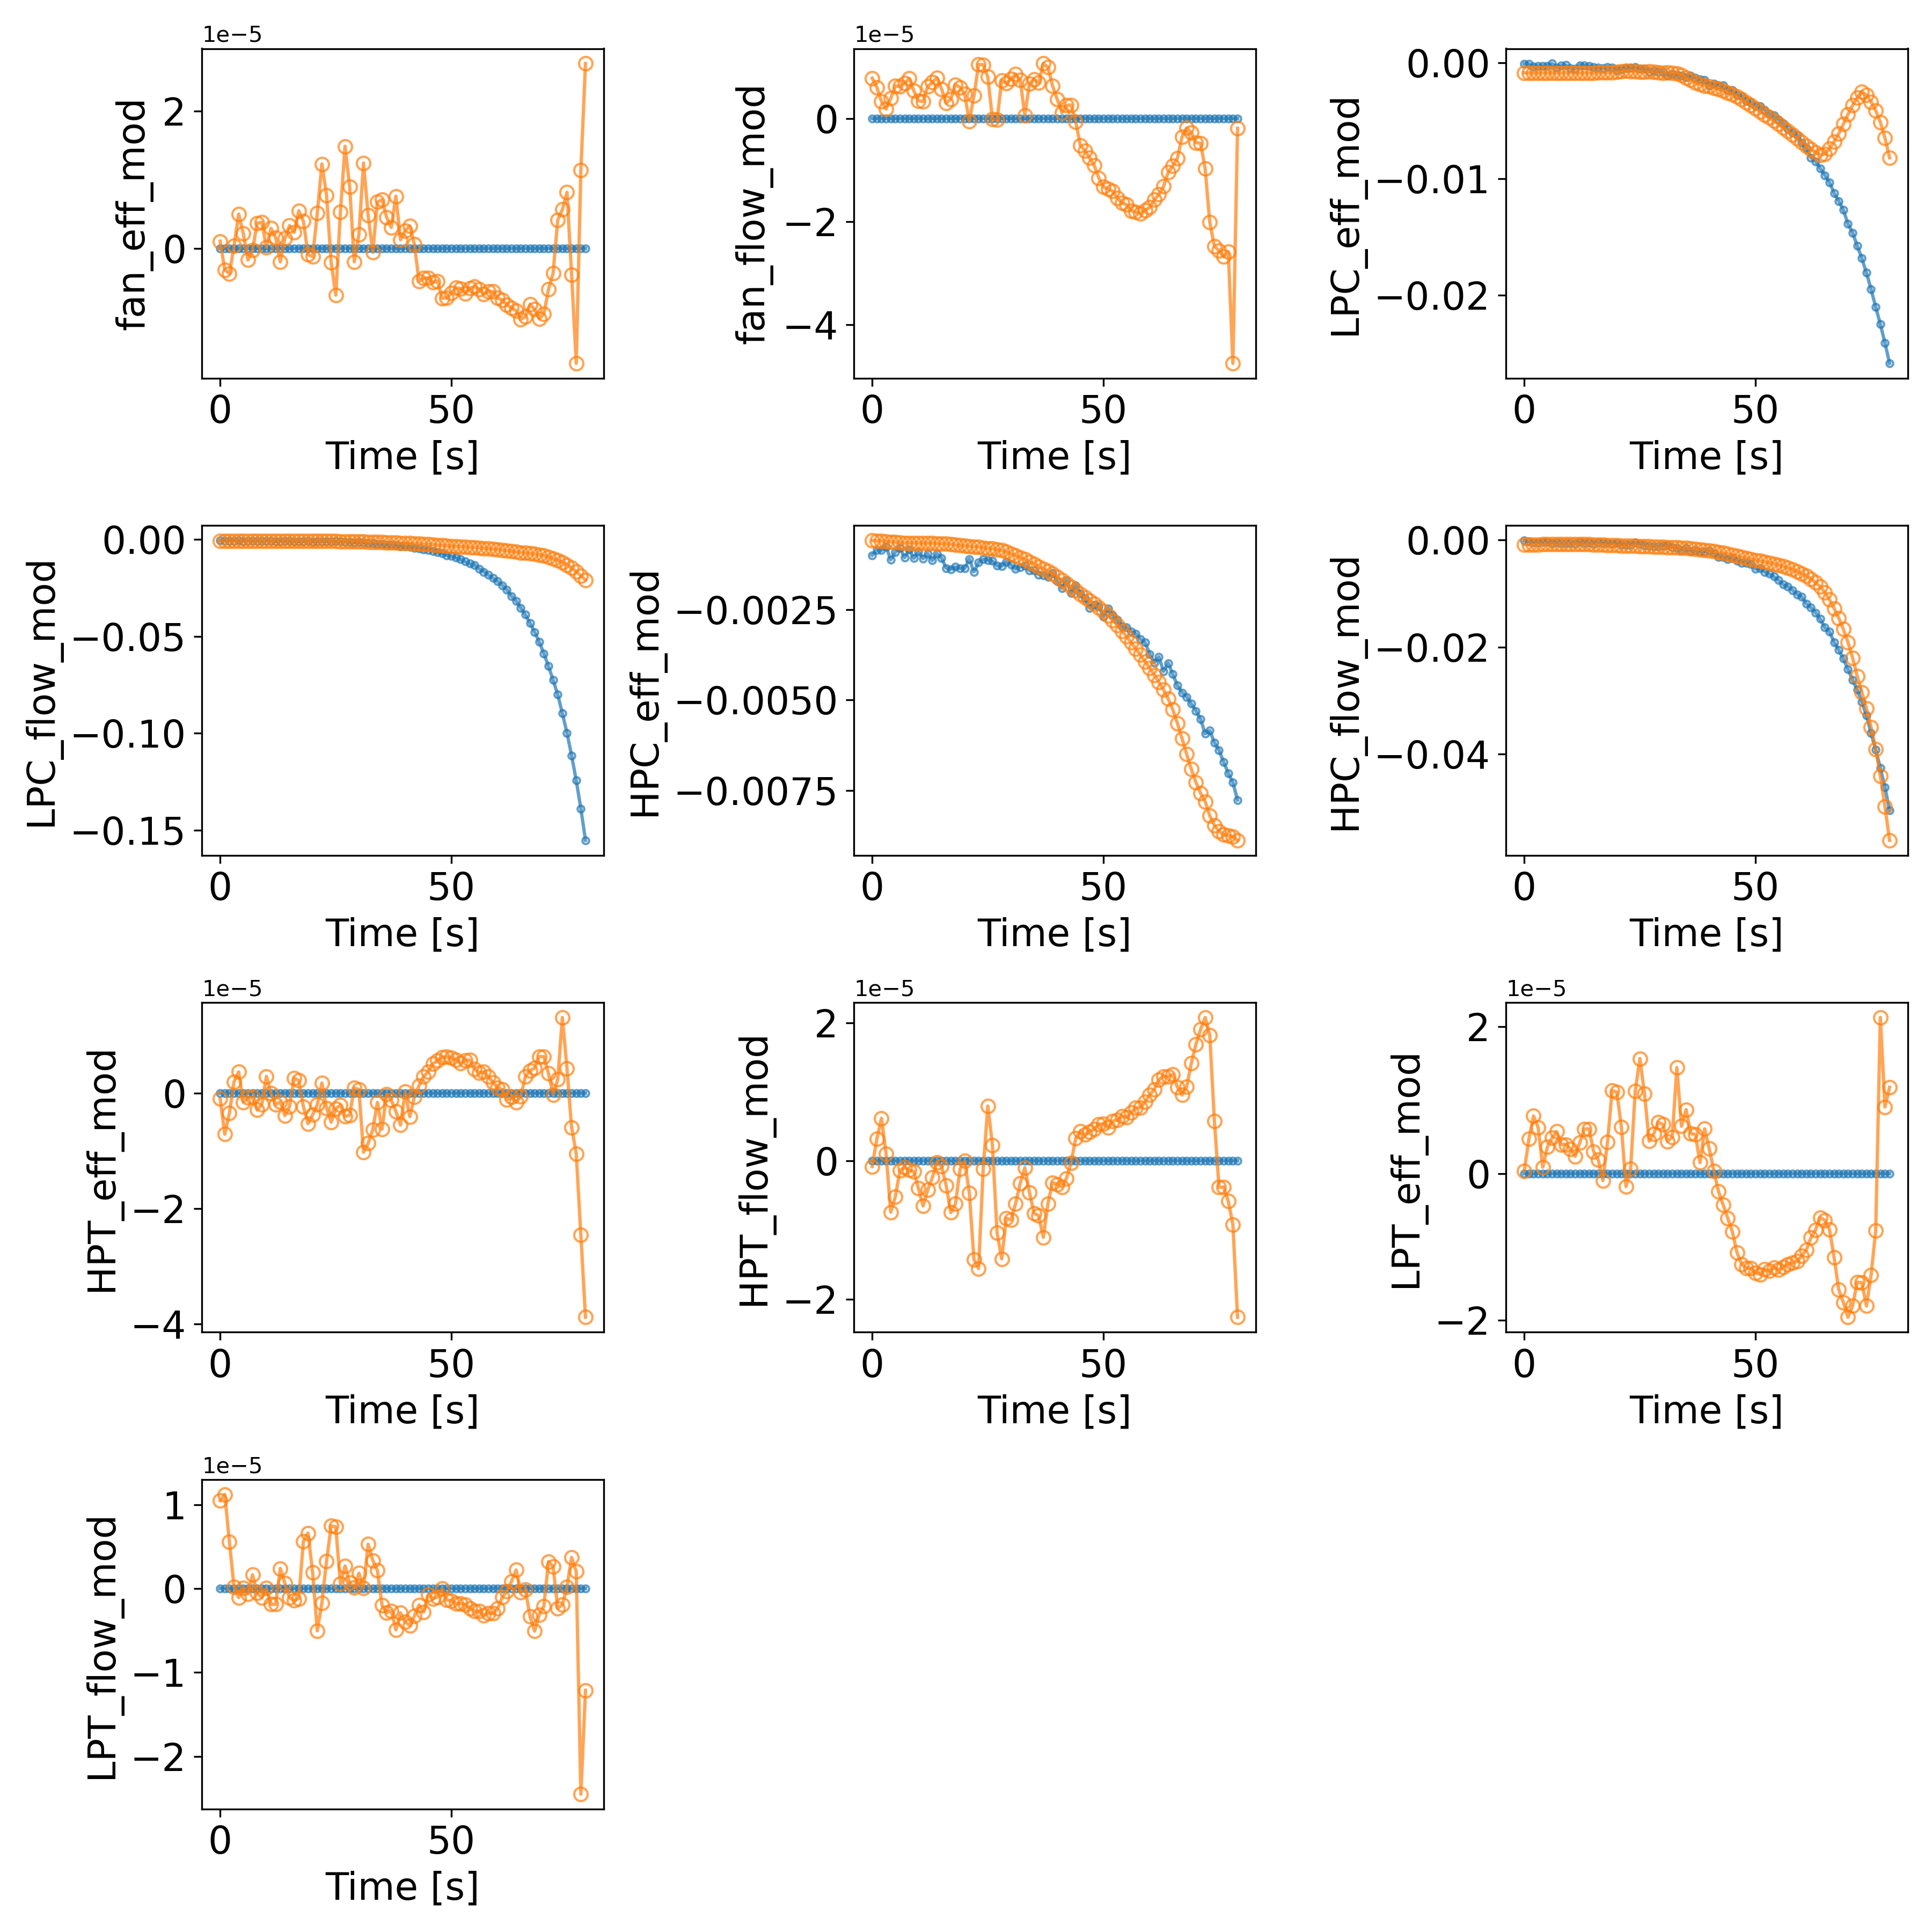 1e−5
fan_eff_mod
2
0
0
50
Time [s]
1e−5
fan_flow_mod
0
−2
−4
0
50
Time [s]
LPC_eff_mod
0.00
−0.01
−0.02
0
50
Time [s]
LPC_flow_mod
0.00
−0.05
−0.10
−0.15
0
50
Time [s]
HPC_eff_mod
−0.0025
−0.0050
−0.0075
0
50
Time [s]
HPC_flow_mod
0.00
−0.02
−0.04
0
50
Time [s]
1e−5
HPT_eff_mod
0
−2
−4
0
50
Time [s]
1e−5
HPT_flow_mod
2
0
−2
0
50
Time [s]
1e−5
LPT_eff_mod
2
0
−2
0
50
Time [s]
1e−5
LPT_flow_mod
1
0
−1
−2
0
50
Time [s]